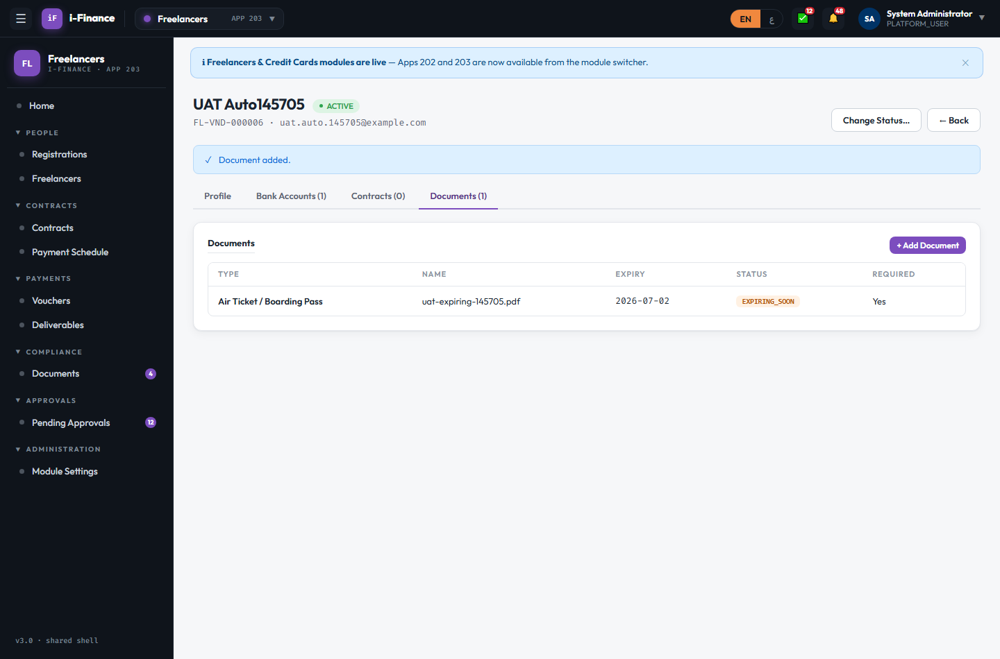 iF i-Finance
Freelancers APP 203 ▼
EN ع
12
48
SA System Administrator ▼
PLATFORM_USER
FL Freelancers
I-FINANCE · APP 203
Home
▼ PEOPLE
Registrations
Freelancers
▼ CONTRACTS
Contracts
Payment Schedule
▼ PAYMENTS
Vouchers
Deliverables
▼ COMPLIANCE
Documents 4
▼ APPROVALS
Pending Approvals 12
▼ ADMINISTRATION
Module Settings
v3.0 · shared shell
i Freelancers & Credit Cards modules are live — Apps 202 and 203 are now available from the module switcher. ×
UAT Auto145705 • ACTIVE
FL-VND-000006 · uat.auto.145705@example.com
Change Status... ← Back
✓ Document added.
Profile Bank Accounts (1) Contracts (0) Documents (1)
Documents + Add Document
TYPE NAME EXPIRY STATUS REQUIRED
Air Ticket / Boarding Pass uat-expiring-145705.pdf 2026-07-02 EXPIRING_SOON Yes